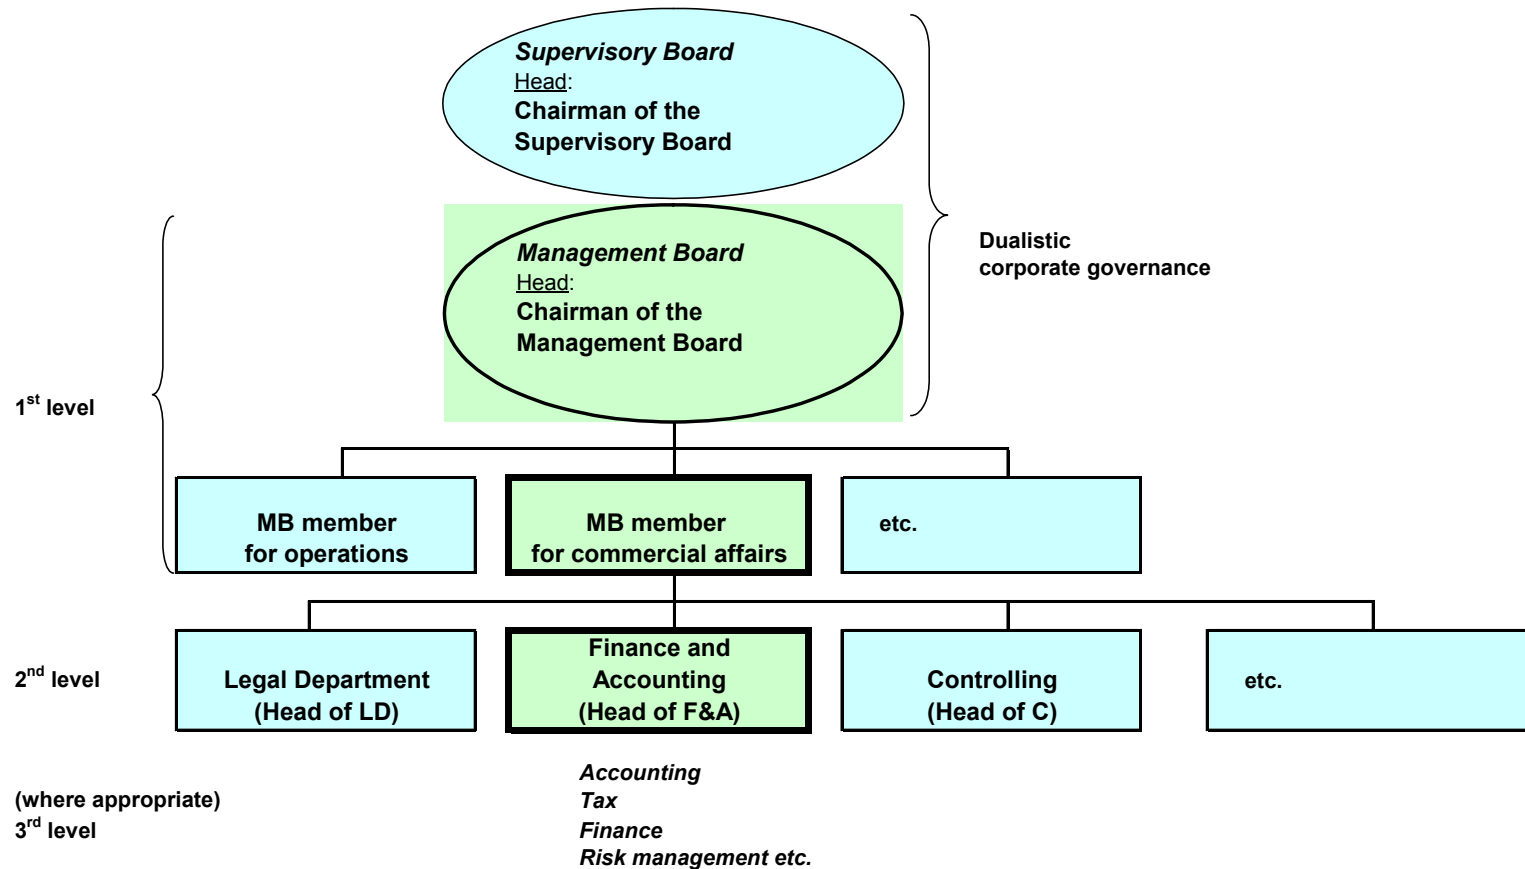 Supervisory Board
Head:
Chairman of the
Supervisory Board
Management Board
Head:
Chairman of the
Management Board
Dualistic
corporate governance
1st level
MB member
for operations
MB member
for commercial affairs
etc.
2nd level
Legal Department
(Head of LD)
Finance and
Accounting
(Head of F&A)
Controlling
(Head of C)
etc.
(where appropriate)
3rd level
Accounting
Tax
Finance
Risk management etc.